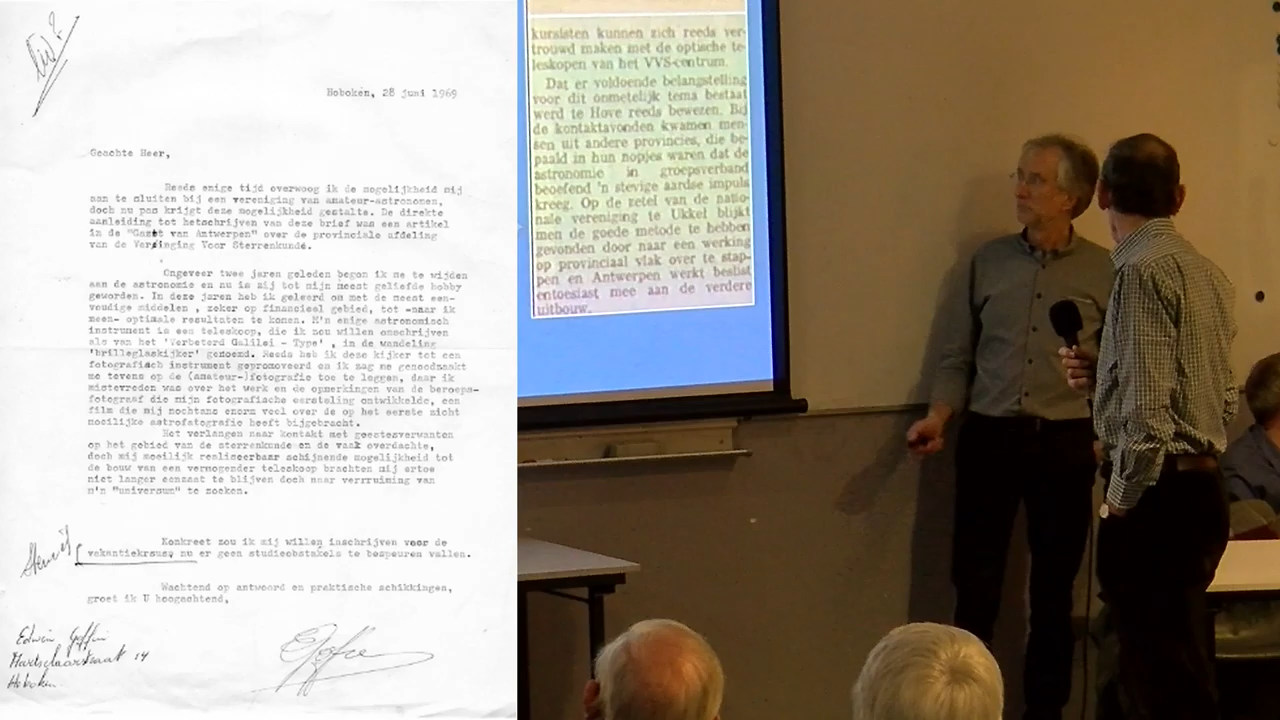 Hoboken, 28 juni 1969
Geachte Heer,
Reeds enige tijd overwoog ik de mogelijkheid mij
aan te sluiten bij een vereniging van amateur-astronomen,
doch nu pas krijgt deze mogelijkheid gestalte. De direkte
aanleiding tot hetschrijven van deze brief was een artikel
in de "Gazet van Antwerpen" over de provinciale afdeling
van de Vereniging Voor Sterrenkunde.
Ongeveer twee jaren geleden begon ik me te wijden
aan de astronomie en nu is zij tot mijn meest geliefde hobby
geworden. In deze jaren heb ik geleerd om met de meest een-
voudige middelen , zeker op financieel gebied, tot -naar ik
meen- optimale resultaten te komen. M'n enige astronomisch
instrument is een teleskoop, die ik zou willen omschrijven
als van het 'Verbeterd Galilei - Type' , in de wandeling
'brilleglaskijker' genoemd. Reeds heb ik deze kijker tot een
fotografisch instrument gepromoveerd en ik zag me genoodzaakt
me tevens op de (amateur-)fotografie toe te leggen, daar ik
mistevreden was over het werk en de opmerkingen van de beroeps-
fotograaf die mijn fotografische eersteling ontwikkelde, een
film die mij nochtans enorm veel over de op het eerste zicht
moeilijke astrofatografie heeft bijgebracht.
Het verlangen naar kontakt met geestesverwanten
op het gebied van de sterrenkunde en de vaak overdachte,
doch mij moeilijk realiseerbaar schijnende mogelijkheid tot
de bouw van een vermogender teleskoop brachten mij ertoe
niet langer eenzaat te blijven doch naar verrruiming van
m'n "universum" te zoeken.
Konkreet zou ik mij willen inschrijven voor de
vakantiekrsus, nu er geen studieobstakels te bespeuren vallen.
Wachtend op antwoord en praktische schikkingen,
groet ik U hoogachtend,
Edwin Goffin
14
Hoboken
kursisten kunnen zich reeds ver-
trouwd maken met de optische te-
leskopen van het VVS-centrum.
Dat er voldoende belangstelling
voor dit onmetelijk tema bestaat
werd te Hove reeds bewezen. Bij
de kontaktavonden kwamen men-
sen uit andere provincies, die be-
paald in hun nopjes waren dat de
astronomie in groepsverband
beoefend 'n stevige aardse impuls
kreeg. Op de zetel van de natio-
nale vereniging te Ukkel blijkt
men de goede metode te hebben
gevonden door naar een werking
op provinciaal vlak over te stap-
pen en Antwerpen werkt beslist
entoesiast mee aan de verdere
uitbouw.